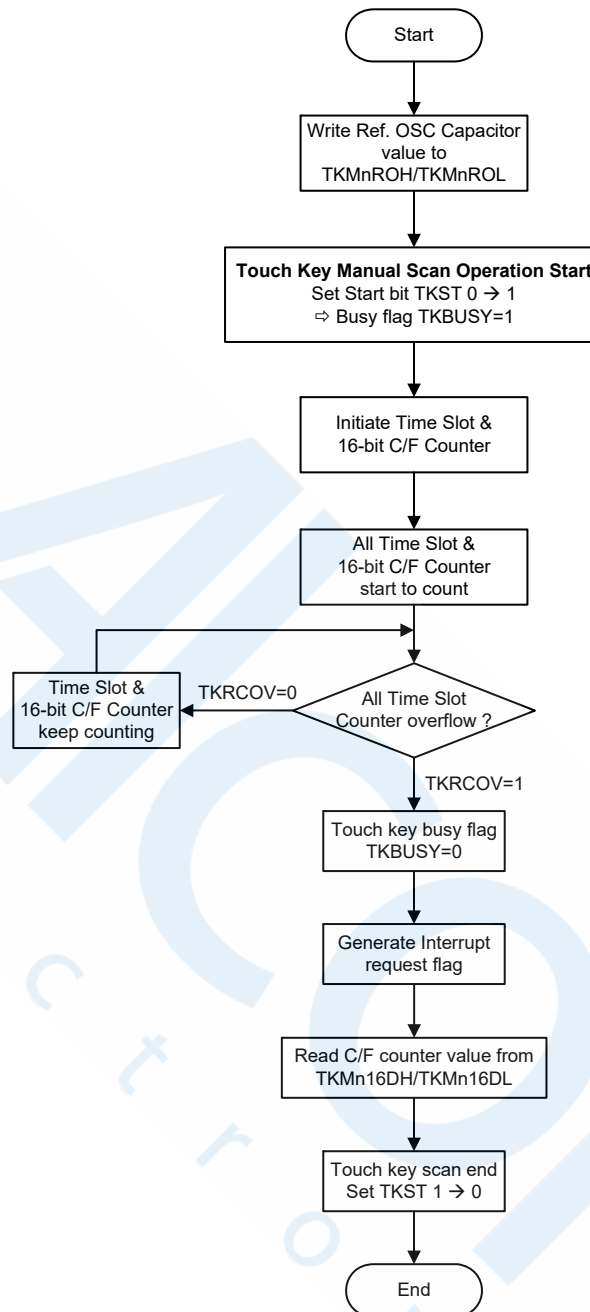 Start
Write Ref. OSC Capacitor
value to
TKMnROH/TKMnROL
Touch Key Manual Scan Operation Start
Set Start bit TKST 0 → 1
⇨ Busy flag TKBUSY=1
Initiate Time Slot &
16-bit C/F Counter
All Time Slot &
16-bit C/F Counter
start to count
Time Slot &
16-bit C/F Counter
keep counting
TKRCOV=0
All Time Slot
Counter overflow ?
TKRCOV=1
Touch key busy flag
TKBUSY=0
Generate Interrupt
request flag
Read C/F counter value from
TKMn16DH/TKMn16DL
Touch key scan end
Set TKST 1 → 0
End